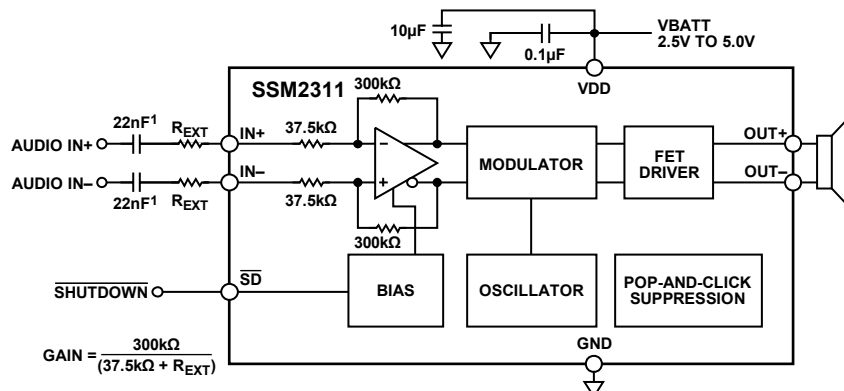 10µF
0.1µF
VBATT
2.5V TO 5.0V
VDD
SSM2311
300kΩ
22nF1
REXT
AUDIO IN+
IN+
37.5kΩ
−
MODULATOR
FET
DRIVER
OUT+
AUDIO IN–
22nF1
REXT
IN–
37.5kΩ
+
OUT–
300kΩ
SHUTDOWN
SD
BIAS
OSCILLATOR
POP-AND-CLICK
SUPPRESSION
GAIN = 300kΩ
(37.5kΩ + REXT)
GND